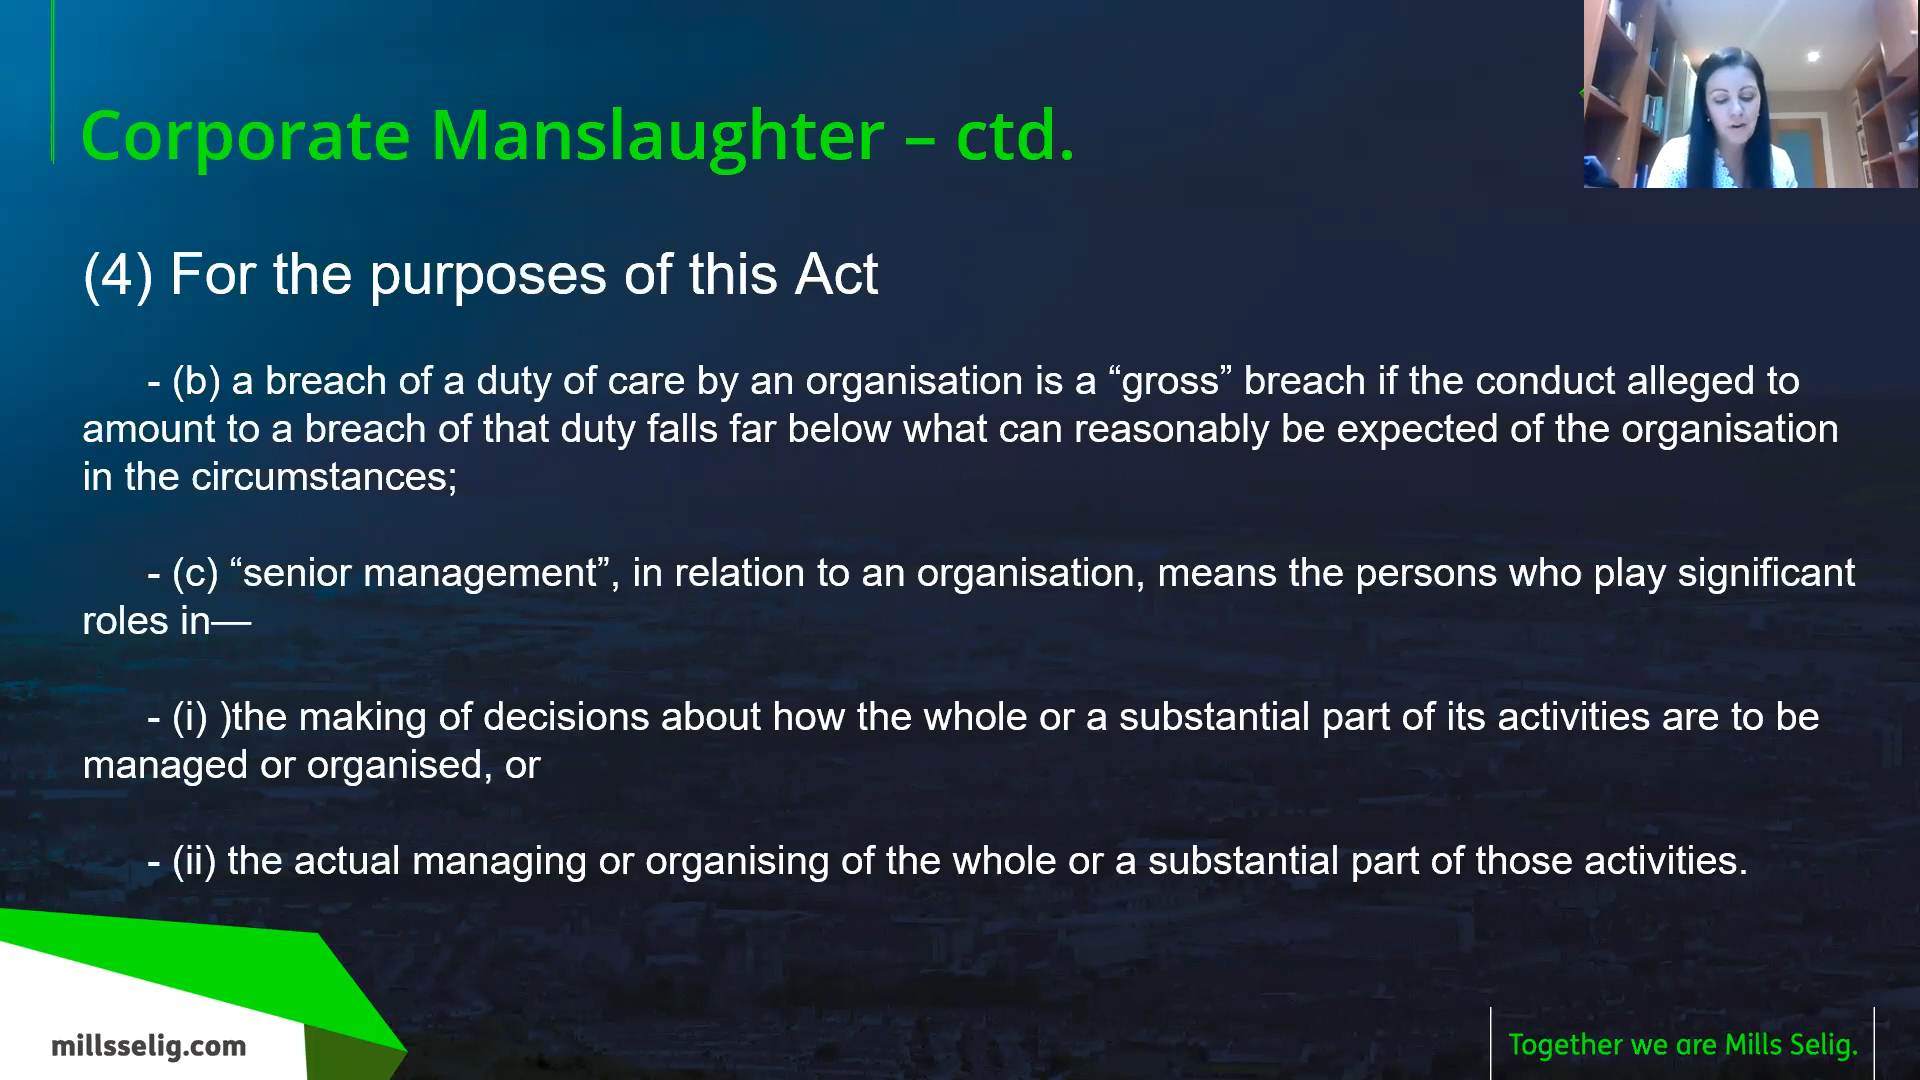 Corporate Manslaughter – ctd.
(4) For the purposes of this Act
- (b) a breach of a duty of care by an organisation is a “gross” breach if the conduct alleged to
amount to a breach of that duty falls far below what can reasonably be expected of the organisation
in the circumstances;
- (c) “senior management”, in relation to an organisation, means the persons who play significant
roles in—
- (i) )the making of decisions about how the whole or a substantial part of its activities are to be
managed or organised, or
- (ii) the actual managing or organising of the whole or a substantial part of those activities.
millsselig.com
Together we are Mills Selig.